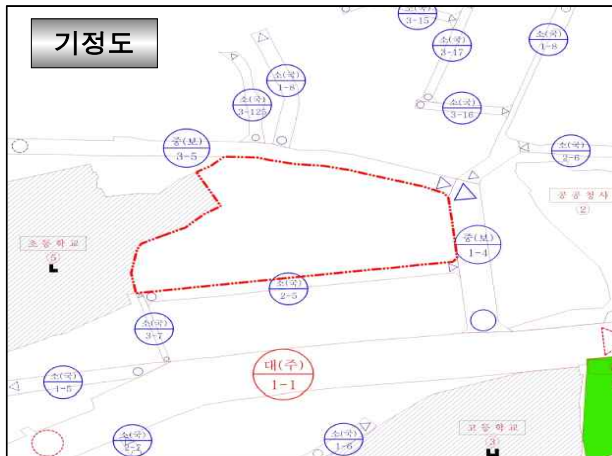 기정도
소(국)
3-15
소(국)
3-17
소(국)
1-8
소(국)
1-8
소(국)
3-125
소(국)
3-16
중(보)
3-5
소(국)
2-6
공공청사
②
초등학교
⑤
중(보)
1-4
소(국)
2-5
소(국)
3-7
대(주)
1-1
소(국)
소(국)
소(국)
1-6
고등학교
③